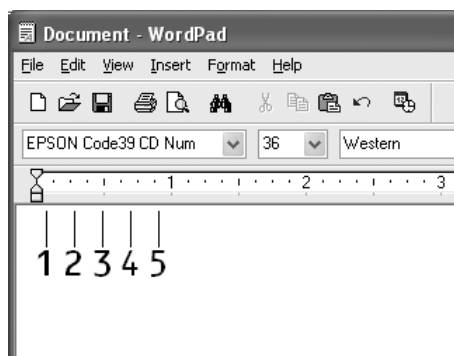 Document - WordPad
File Edit View Insert Format Help
EPSON Code39 CD Num 36 Western
1 2 3
1 2 3 4 5